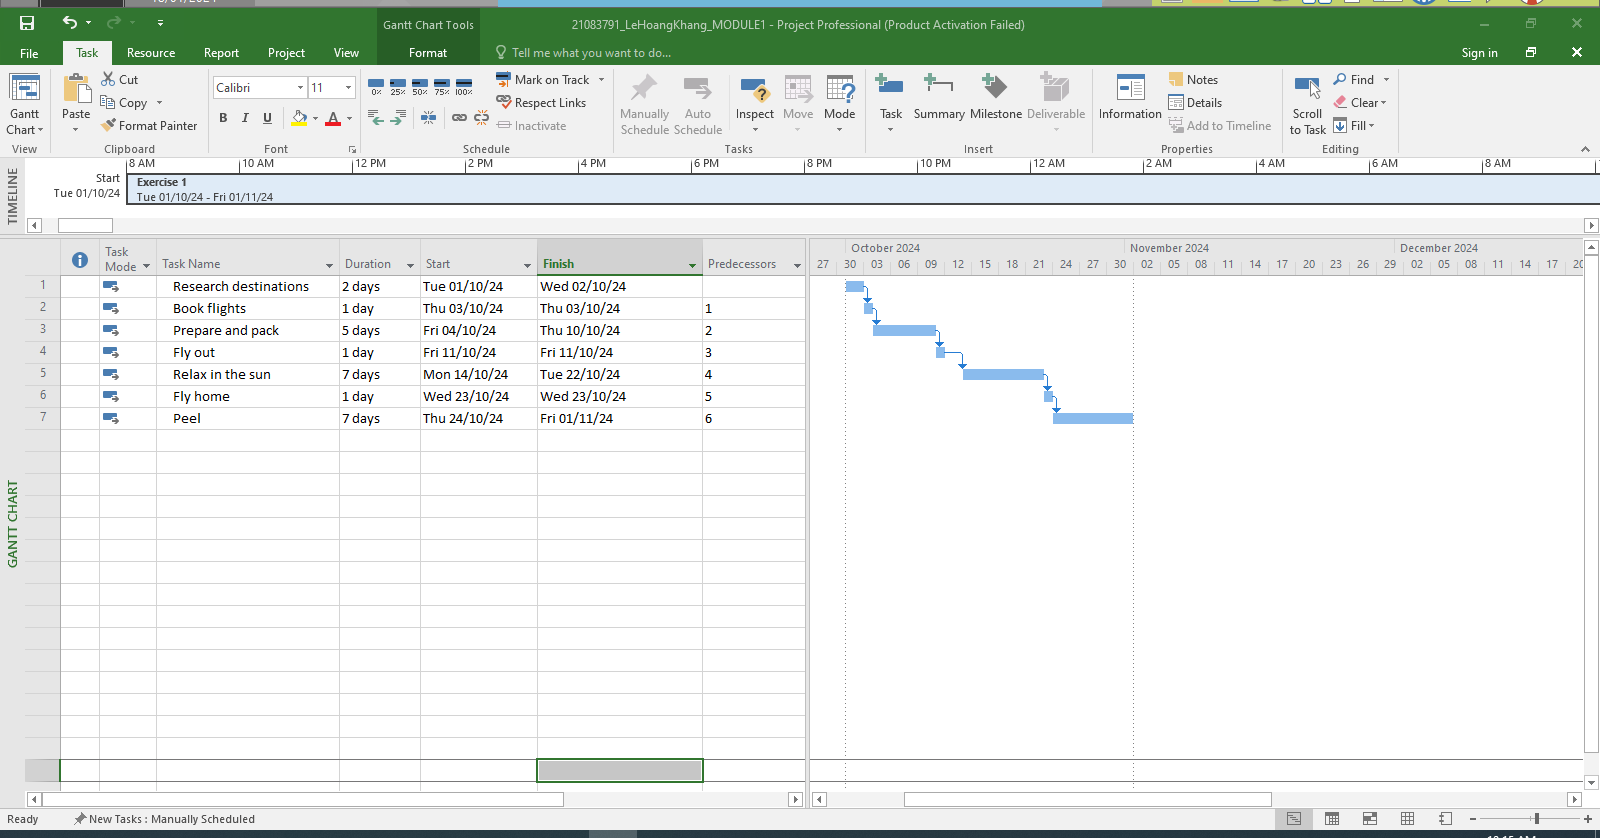 Gantt Chart Tools
21083791_LeHoangKhang_MODULE1 - Project Professional (Product Activation Failed)
File Task Resource Report Project View Format Tell me what you want to do... Sign in
Gantt Chart
View
Paste
Cut
Copy
Format Painter
Clipboard
Calibri 11
B I U A
Font
0% 25% 50% 75% 100%
Mark on Track
Respect Links
Inactivate
Schedule
Manually Schedule
Auto Schedule
Inspect
Move
Mode
Tasks
Task
Summary
Milestone
Deliverable
Insert
Information
Notes
Details
Add to Timeline
Properties
Scroll to Task
Find
Clear
Fill
Editing
TIMELINE
8 AM 10 AM 12 PM 2 PM 4 PM 6 PM 8 PM 10 PM 12 AM 2 AM 4 AM 6 AM 8 AM
Start
Tue 01/10/24
Exercise 1
Tue 01/10/24 - Fri 01/11/24
GANTT CHART
Task Mode Task Name Duration Start Finish Predecessors
October 2024 November 2024 December 2024
27 30 03 06 09 12 15 18 21 24 27 30 02 05 08 11 14 17 20 23 26 29 02 05 08 11 14 17
1 Research destinations 2 days Tue 01/10/24 Wed 02/10/24
2 Book flights 1 day Thu 03/10/24 Thu 03/10/24 1
3 Prepare and pack 5 days Fri 04/10/24 Thu 10/10/24 2
4 Fly out 1 day Fri 11/10/24 Fri 11/10/24 3
5 Relax in the sun 7 days Mon 14/10/24 Tue 22/10/24 4
6 Fly home 1 day Wed 23/10/24 Wed 23/10/24 5
7 Peel 7 days Thu 24/10/24 Fri 01/11/24 6
Ready New Tasks : Manually Scheduled